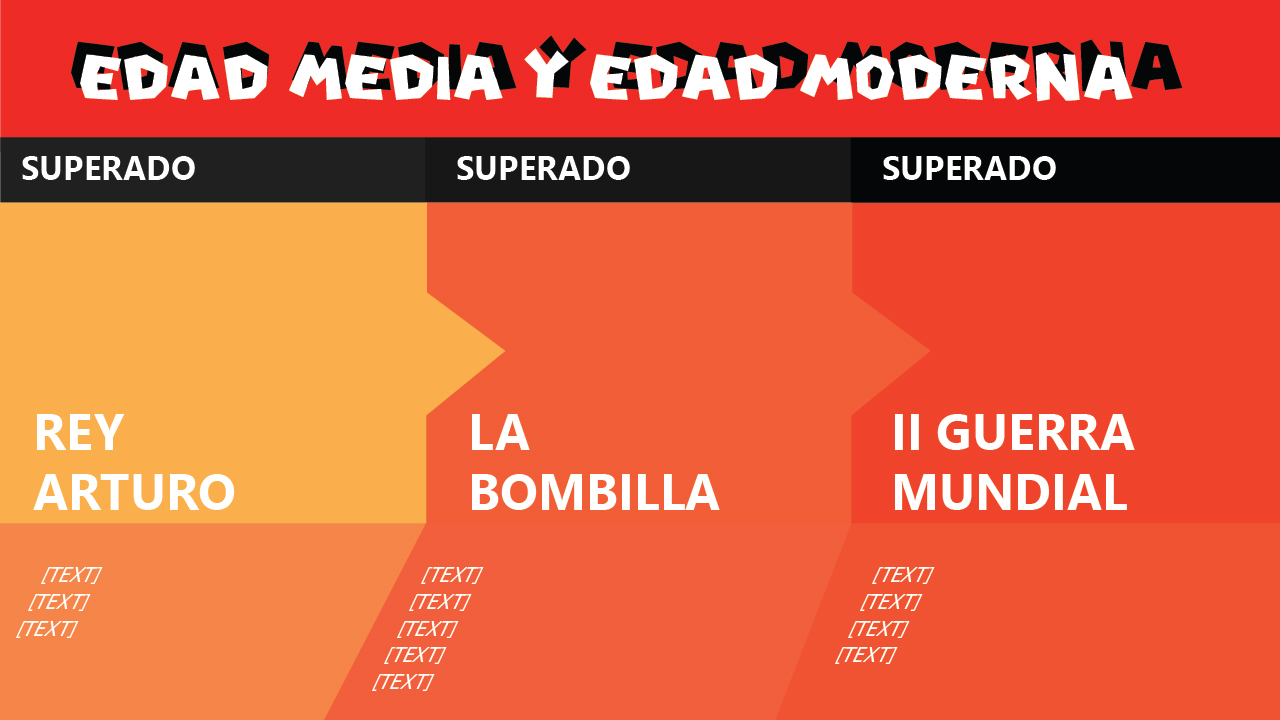 EDAD MEDIA Y EDAD MODERNA
SUPERADO
REY
ARTURO
[TEXT]
[TEXT]
[TEXT]
SUPERADO
LA
BOMBILLA
[TEXT]
[TEXT]
[TEXT]
[TEXT]
[TEXT]
SUPERADO
II GUERRA
MUNDIAL
[TEXT]
[TEXT]
[TEXT]
[TEXT]